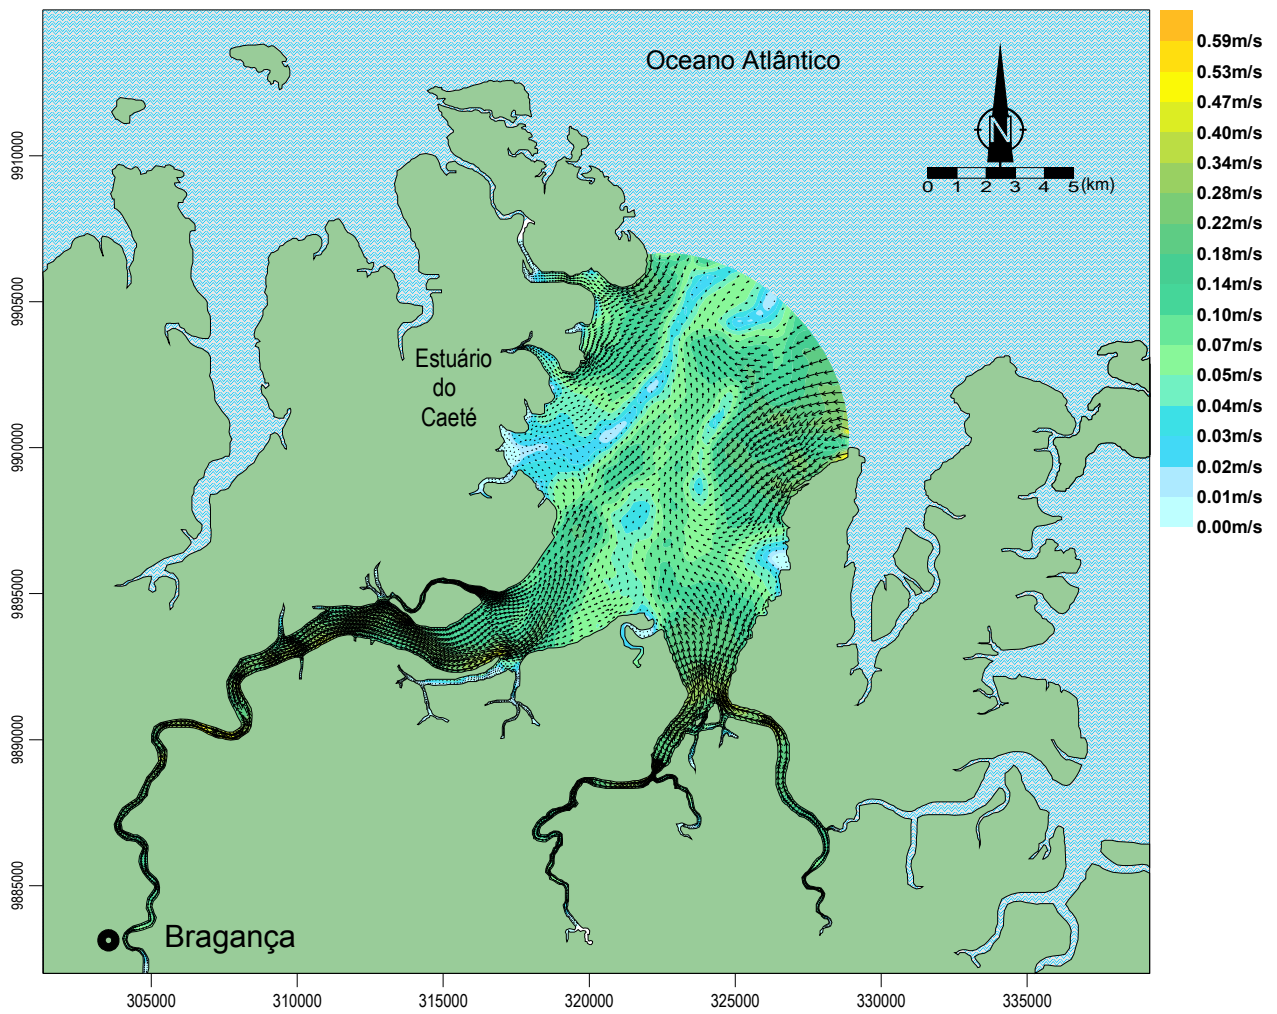 Oceano Atlântico
N
0 1 2 3 4 5 (km)
0.59m/s
0.53m/s
0.47m/s
0.40m/s
0.34m/s
0.28m/s
0.22m/s
0.18m/s
0.14m/s
0.10m/s
0.07m/s
0.05m/s
0.04m/s
0.03m/s
0.02m/s
0.01m/s
0.00m/s
Estuário
do
Caeté
Bragança
9910000
9905000
990000
9895000
9890000
9885000
305000 310000 315000 320000 325000 330000 335000